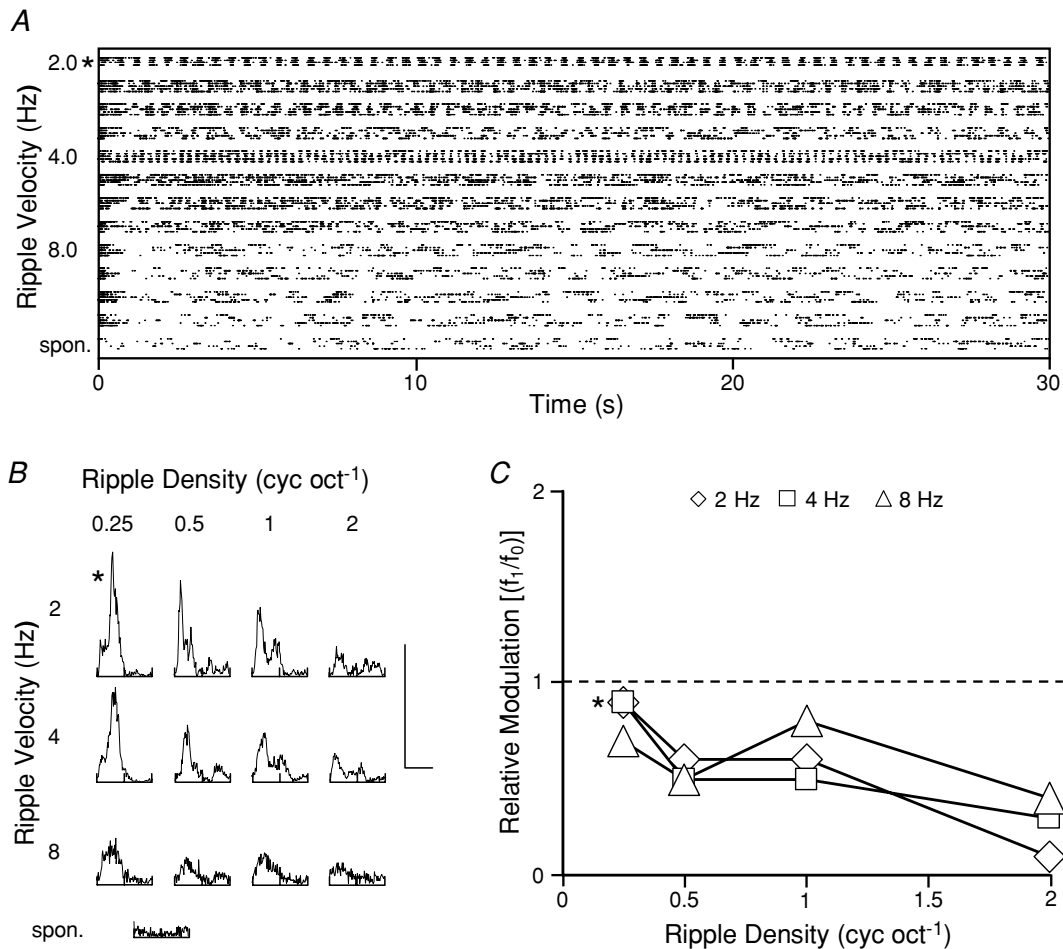 A
Ripple Velocity (Hz)
2.0 *
4.0
8.0
spon.
0 10 20 30
Time (s)
B
Ripple Density (cyc oct⁻¹)
0.25 0.5 1 2
Ripple Velocity (Hz)
*
2
4
8
spon.
C
2 Hz 4 Hz 8 Hz
Relative Modulation [(f₁/f₀)]
2
1
*
0
0 0.5 1 1.5 2
Ripple Density (cyc oct⁻¹)